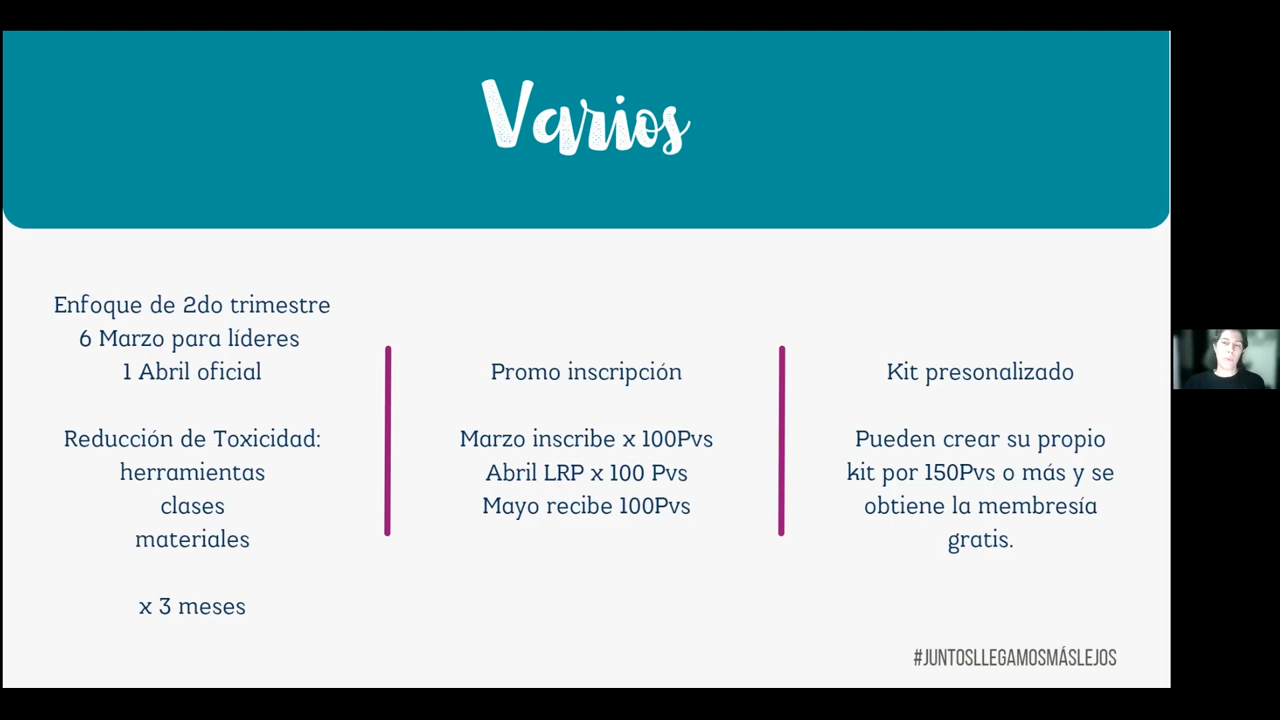 Varios
Enfoque de 2do trimestre
6 Marzo para líderes
1 Abril oficial
Reducción de Toxicidad:
herramientas
clases
materiales
x 3 meses
Promo inscripción
Marzo inscribe x 100Pvs
Abril LRP x 100 Pvs
Mayo recibe 100Pvs
Kit presonalizado
Pueden crear su propio
kit por 150Pvs o más y se
obtiene la membresía
gratis.
#JUNTOSLLEGAMOSMÁSLEJOS